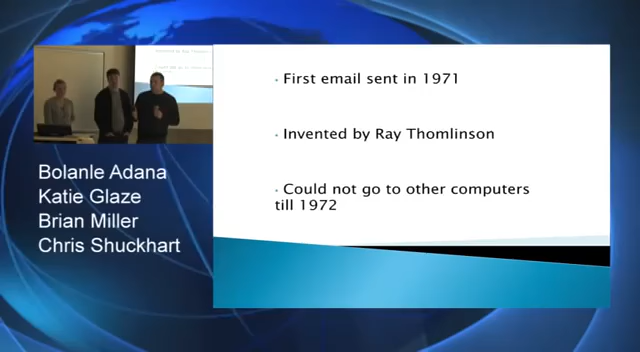 First email sent in 1971
Invented by Ray Thomlinson
Could not go to other computers
till 1972
Bolanle Adana
Katie Glaze
Brian Miller
Chris Shuckhart